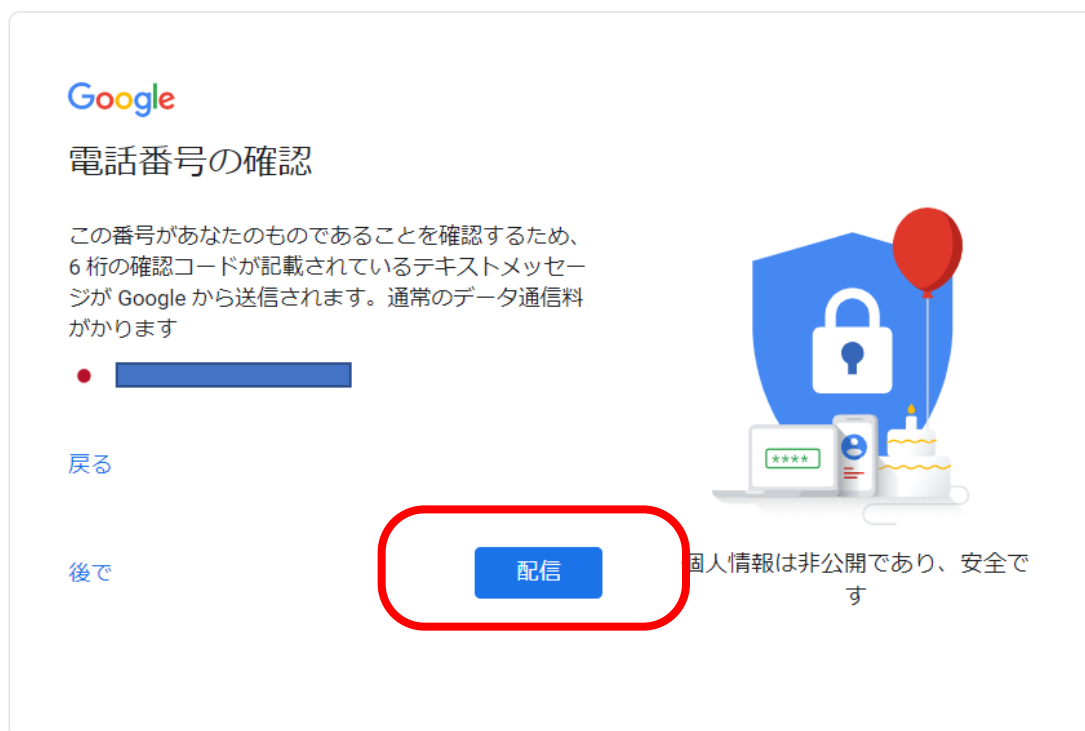 Google
電話番号の確認
この番号があなたのものであることを確認するため、
6 桁の確認コードが記載されているテキストメッセー
ジが Google から送信されます。通常のデータ通信料
がかります
戻る
後で
配信
****
個人情報は非公開であり、安全で
す